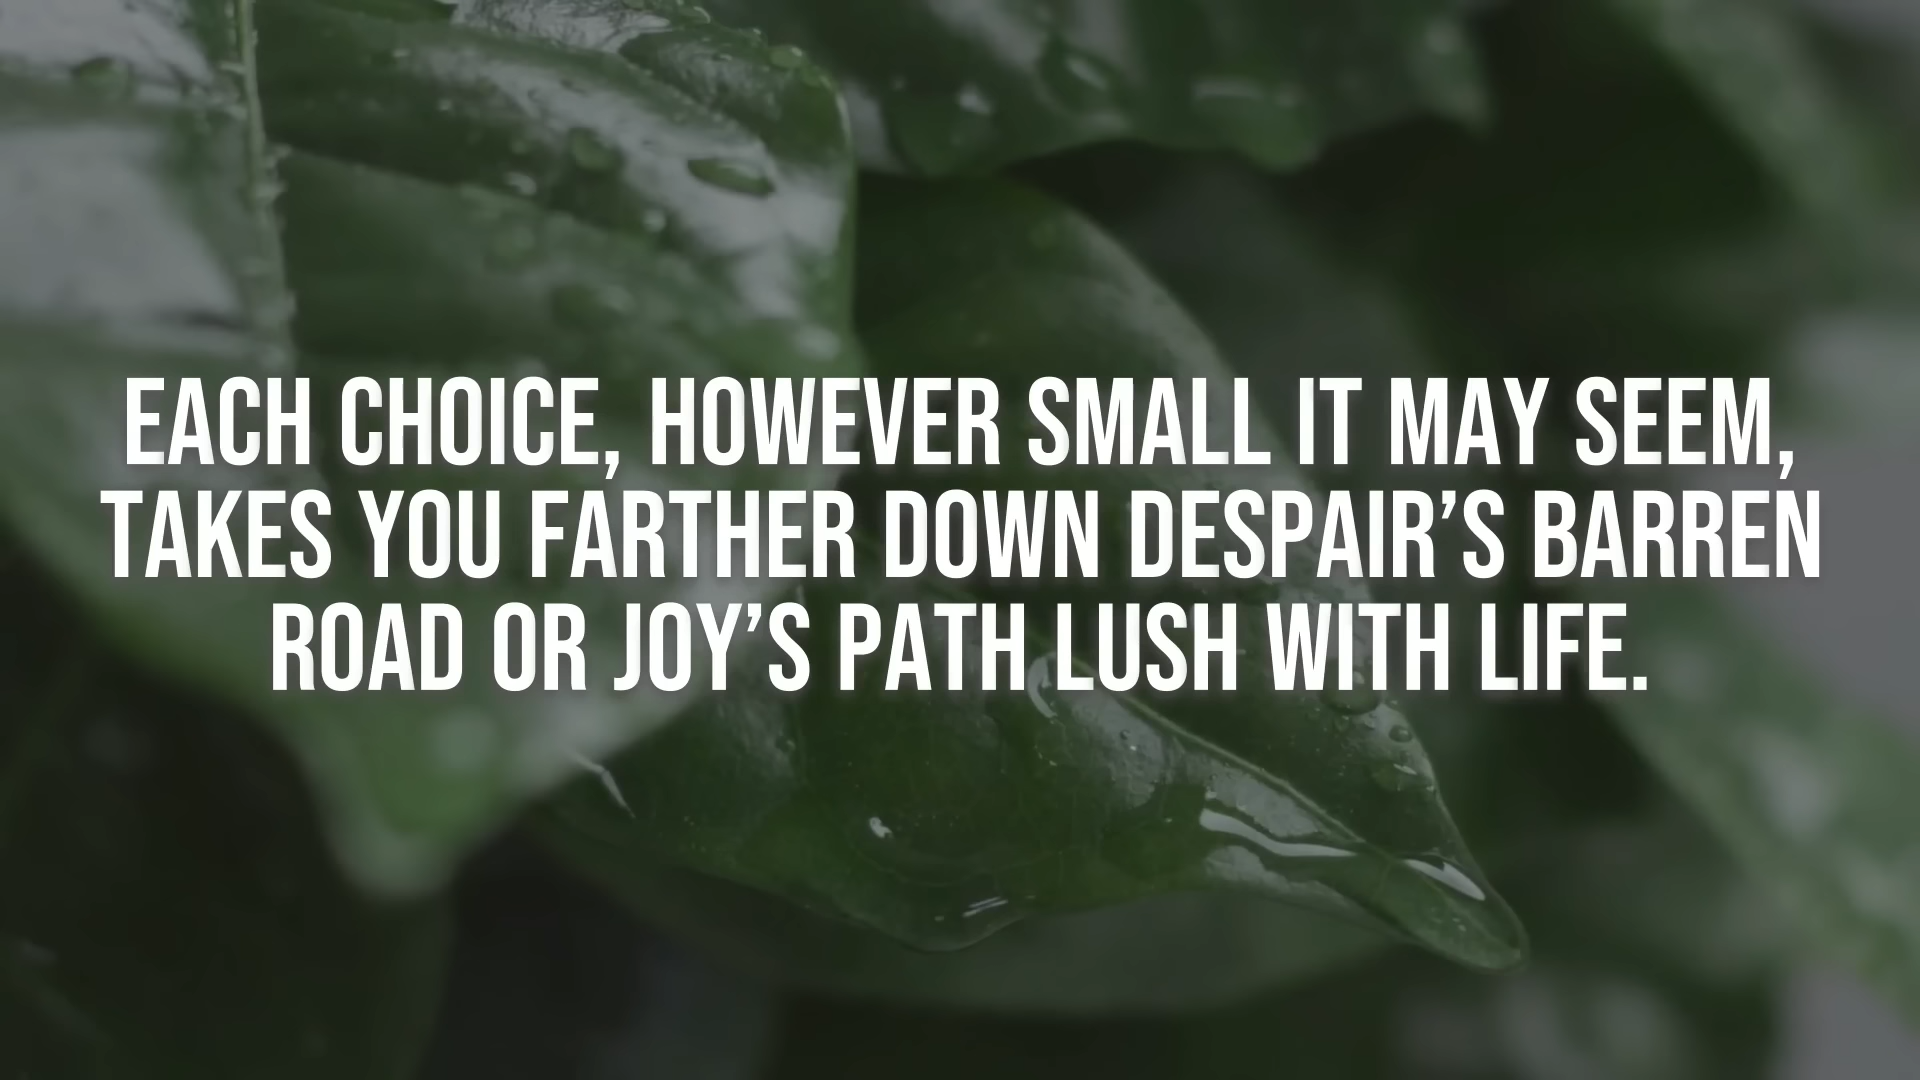 EACH CHOICE, HOWEVER SMALL IT MAY SEEM,
TAKES YOU FARTHER DOWN DESPAIR’S BARREN
ROAD OR JOY’S PATH LUSH WITH LIFE.